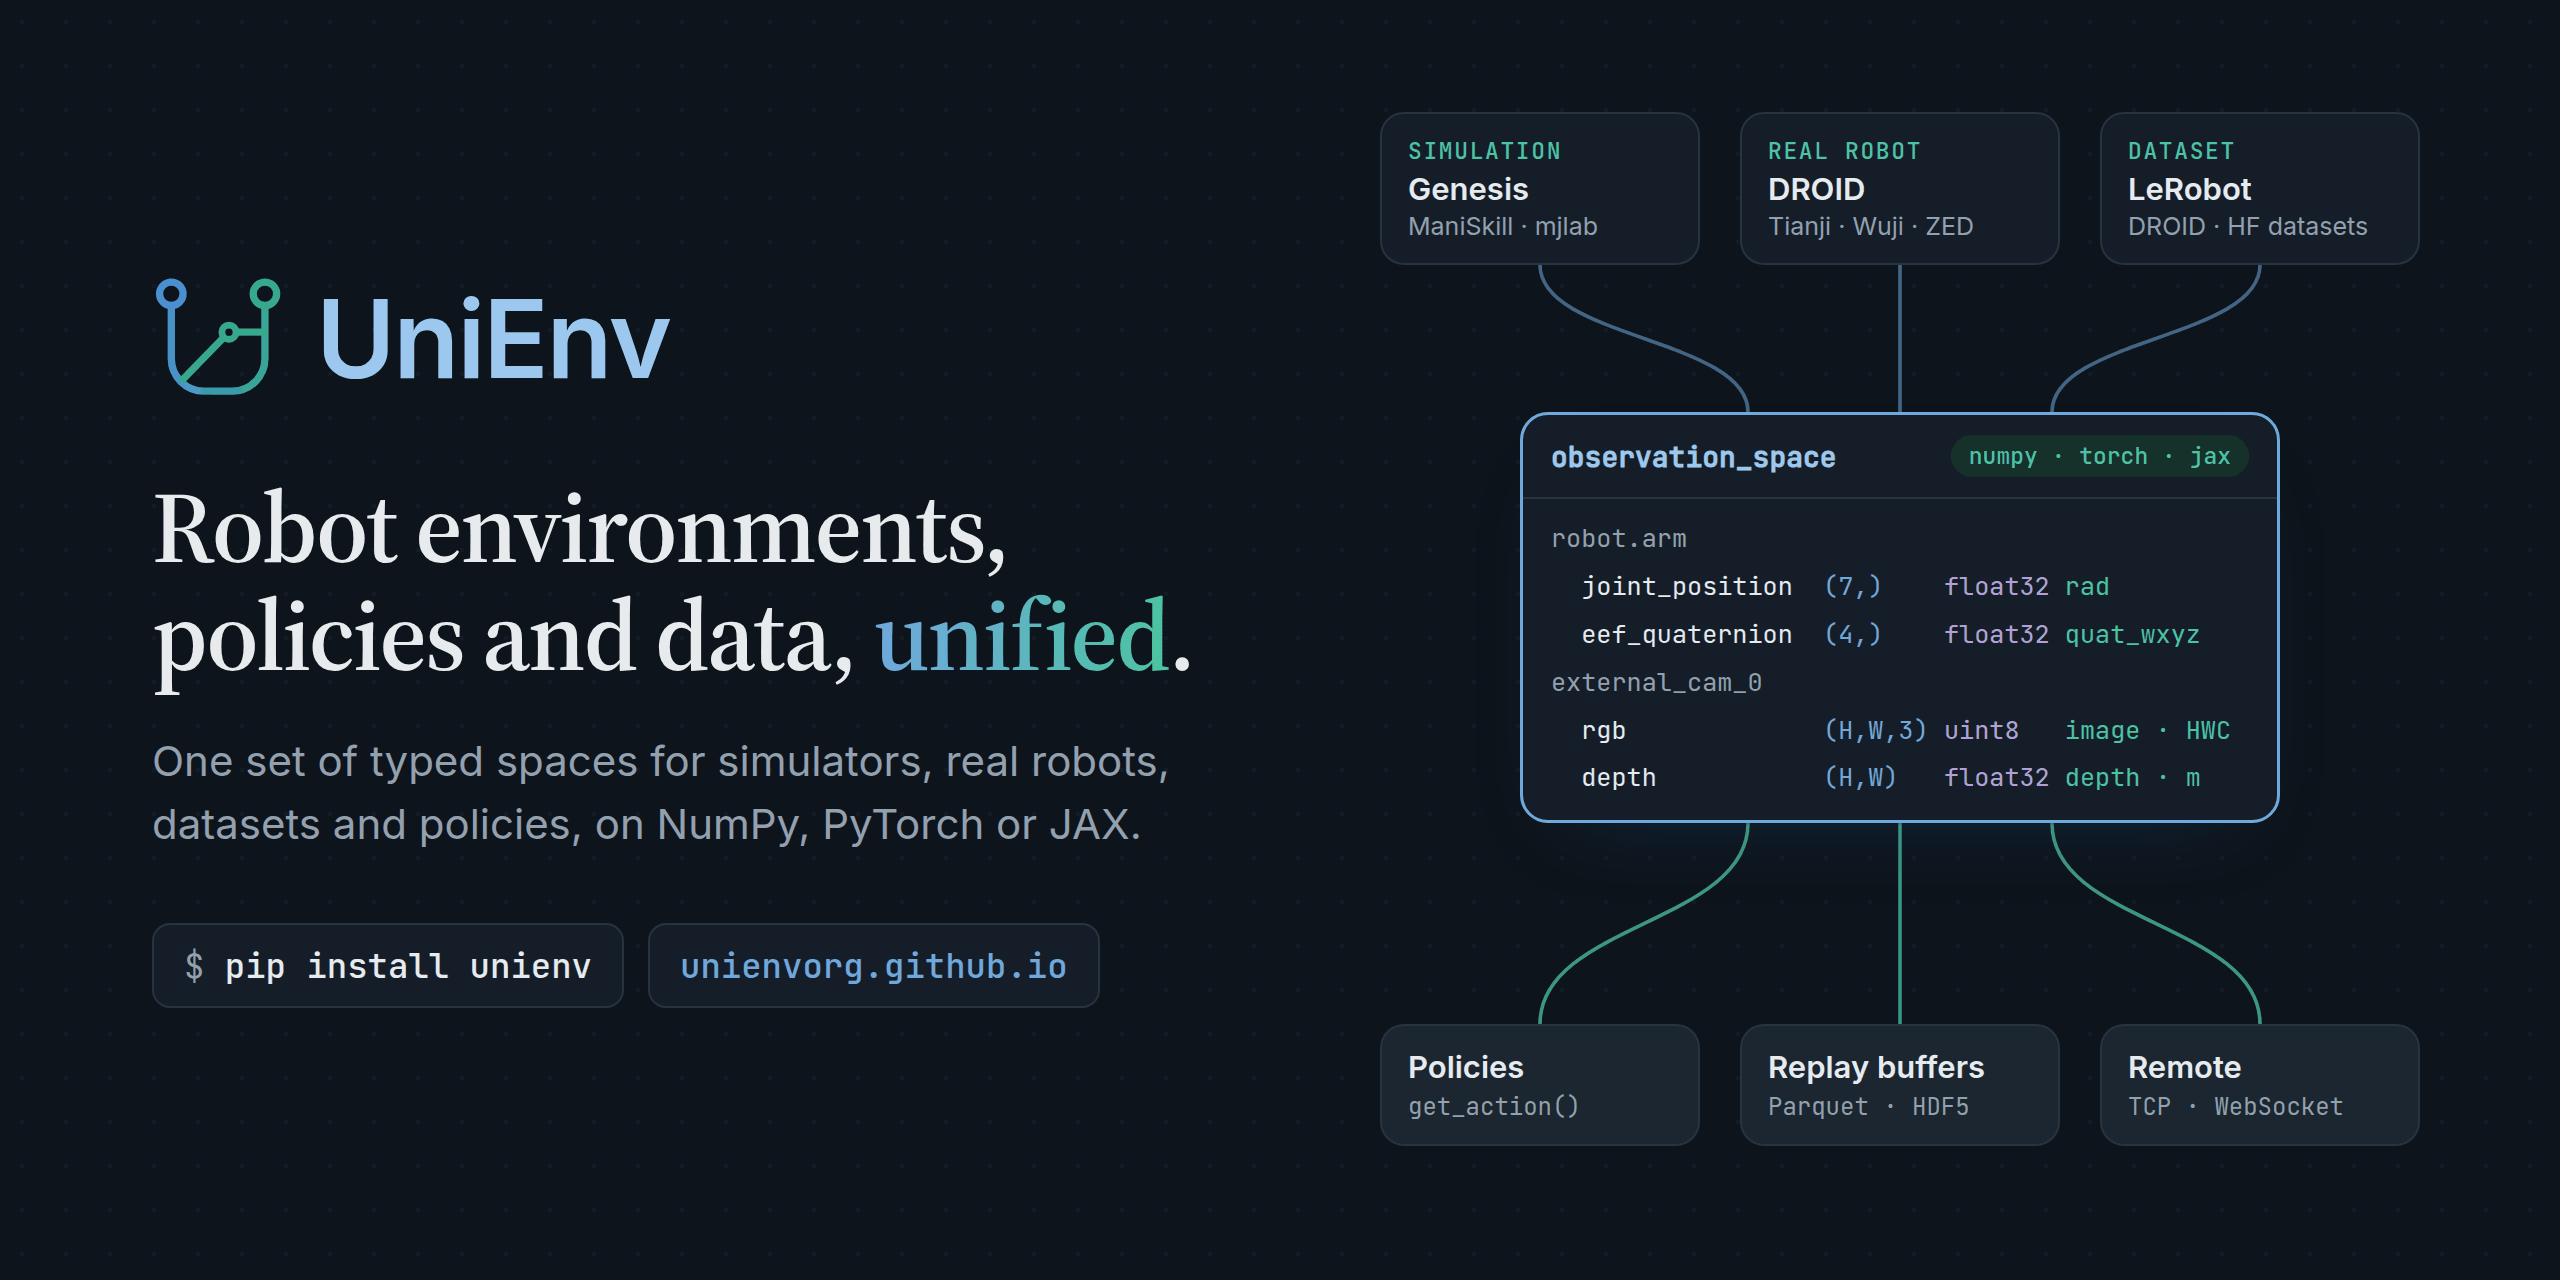 UniEnv
Robot environments,
policies and data, unified.
One set of typed spaces for simulators, real robots,
datasets and policies, on NumPy, PyTorch or JAX.
$ pip install unienv
unienvorg.github.io
SIMULATION
Genesis
ManiSkill · mjlab
REAL ROBOT
DROID
Tianji · Wuji · ZED
DATASET
LeRobot
DROID · HF datasets
observation_space numpy · torch · jax
robot.arm
joint_position (7,) float32 rad
eef_quaternion (4,) float32 quat_wxyz
external_cam_0
rgb (H,W,3) uint8 image · HWC
depth (H,W) float32 depth · m
Policies
get_action()
Replay buffers
Parquet · HDF5
Remote
TCP · WebSocket